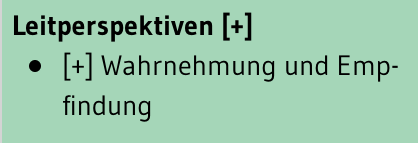 Leitperspektiven [+]
● [+] Wahrnehmung und Emp-
findung